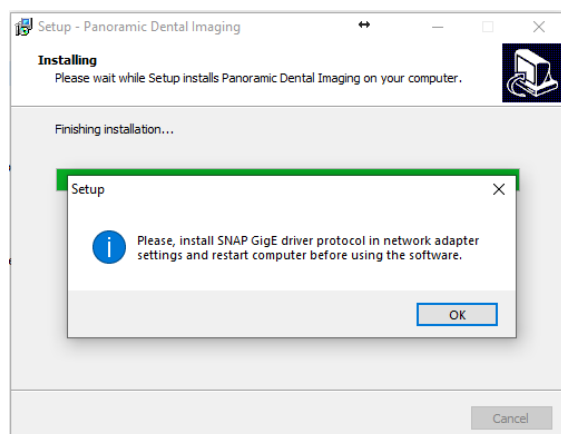 Setup - Panoramic Dental Imaging
Installing
Please wait while Setup installs Panoramic Dental Imaging on your computer.
Finishing installation...
Setup
Please, install SNAP GigE driver protocol in network adapter
settings and restart computer before using the software.
OK
Cancel